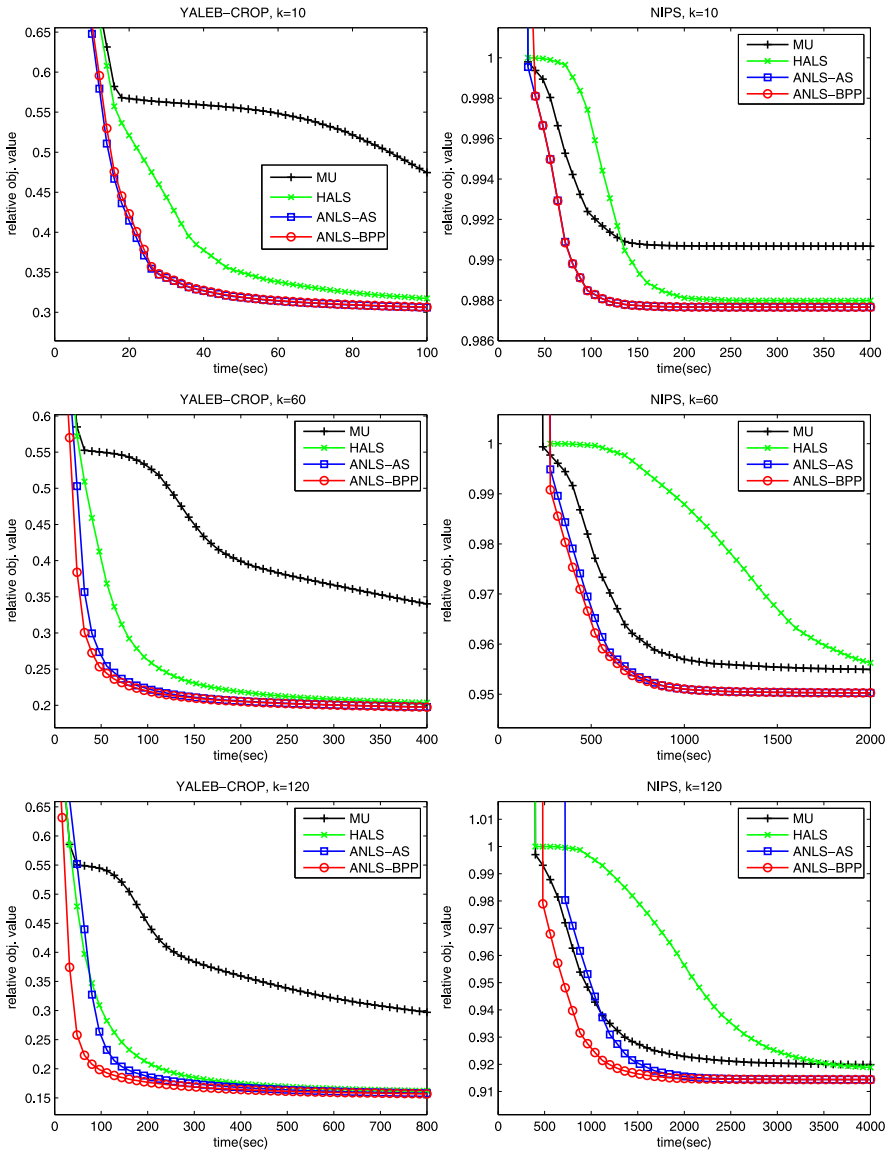 YALEB−CROP, k=10
relative obj. value
0.65
0.6
0.55
0.5
0.45
0.4
0.35
0.3
MU
HALS
ANLS−AS
ANLS−BPP
0 20 40 60 80 100
time(sec)
NIPS, k=10
relative obj. value
1
0.998
0.996
0.994
0.992
0.99
0.988
0.986
MU
HALS
ANLS−AS
ANLS−BPP
0 50 100 150 200 250 300 350 400
time(sec)
YALEB−CROP, k=60
relative obj. value
0.6
0.55
0.5
0.45
0.4
0.35
0.3
0.25
0.2
MU
HALS
ANLS−AS
ANLS−BPP
0 50 100 150 200 250 300 350 400
time(sec)
NIPS, k=60
relative obj. value
1
0.99
0.98
0.97
0.96
0.95
MU
HALS
ANLS−AS
ANLS−BPP
0 500 1000 1500 2000
time(sec)
YALEB−CROP, k=120
relative obj. value
0.65
0.6
0.55
0.5
0.45
0.4
0.35
0.3
0.25
0.2
0.15
MU
HALS
ANLS−AS
ANLS−BPP
0 100 200 300 400 500 600 700 800
time(sec)
NIPS, k=120
relative obj. value
1.01
1
0.99
0.98
0.97
0.96
0.95
0.94
0.93
0.92
0.91
MU
HALS
ANLS−AS
ANLS−BPP
0 500 1000 1500 2000 2500 3000 3500 4000
time(sec)